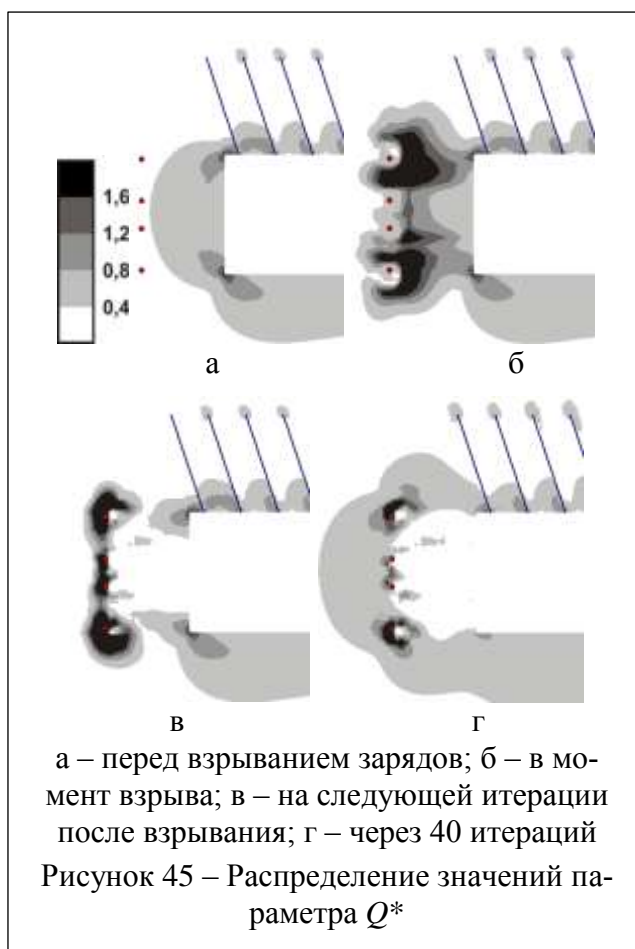 1,6
1,2
0,8
0,4
а
б
в
г
а – перед взрыванием зарядов; б – в мо-
мент взрыва; в – на следующей итерации
после взрывания; г – через 40 итераций
Рисунок 45 – Распределение значений па-
раметра Q*